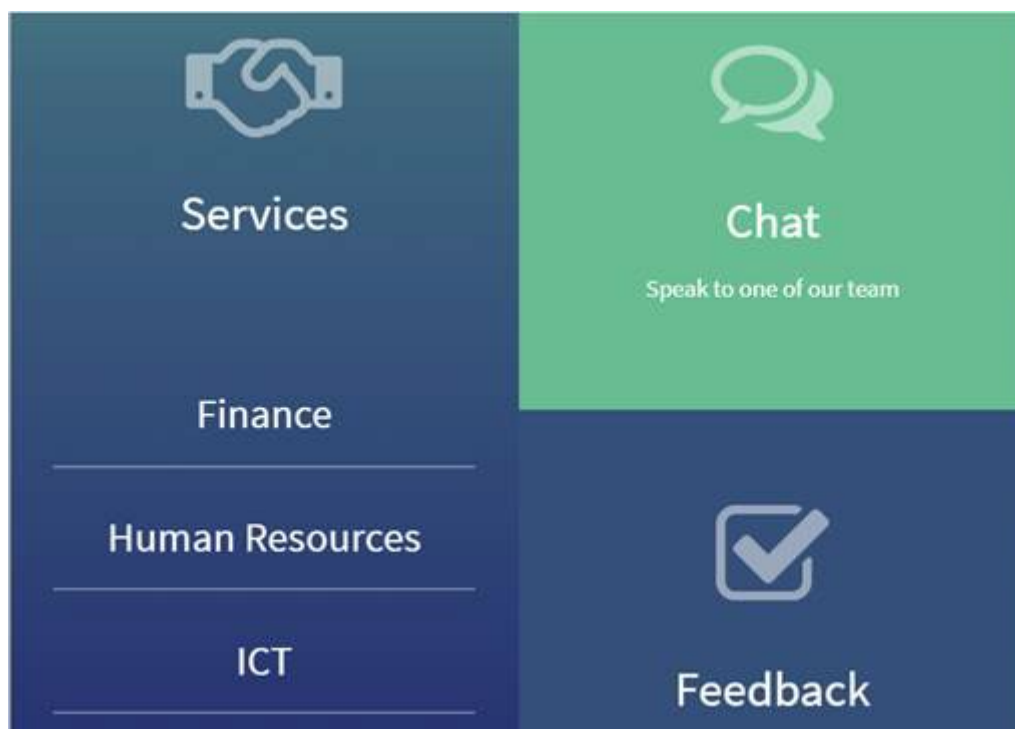 Services
Finance
Human Resources
ICT
Chat
Speak to one of our team
Feedback